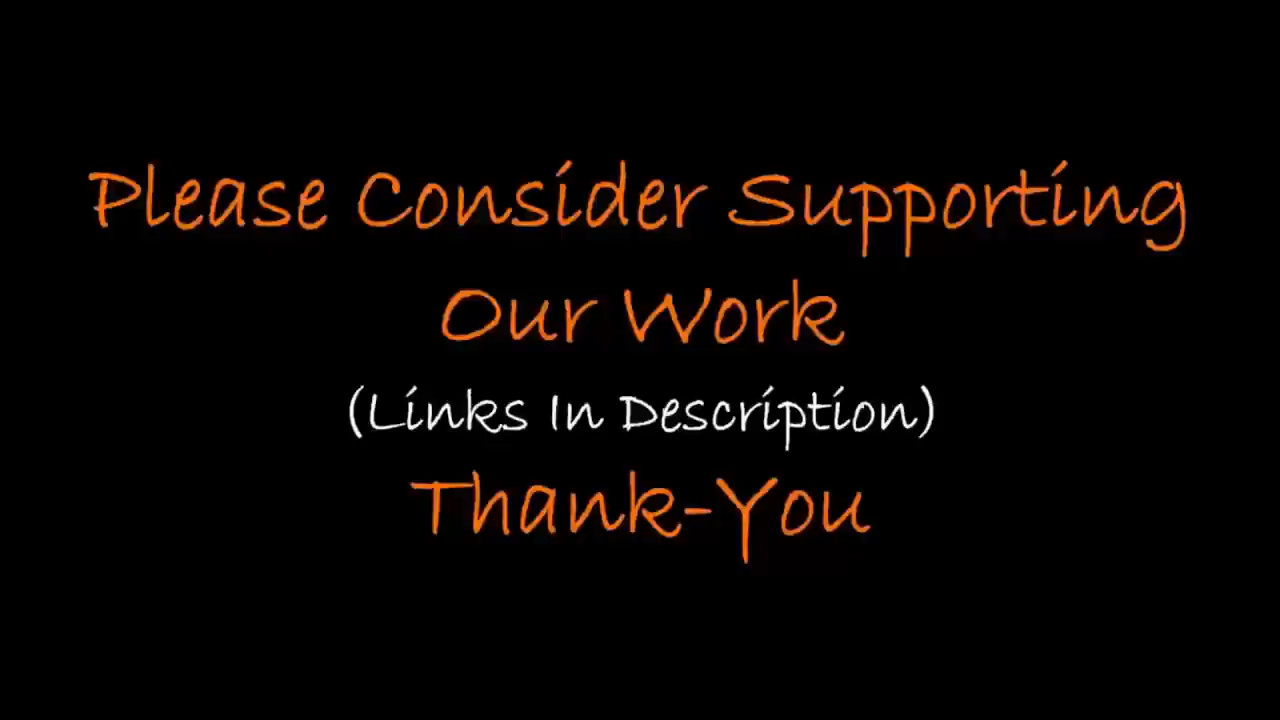 Please Consider Supporting
Our Work
(Links In Description)
Thank-You